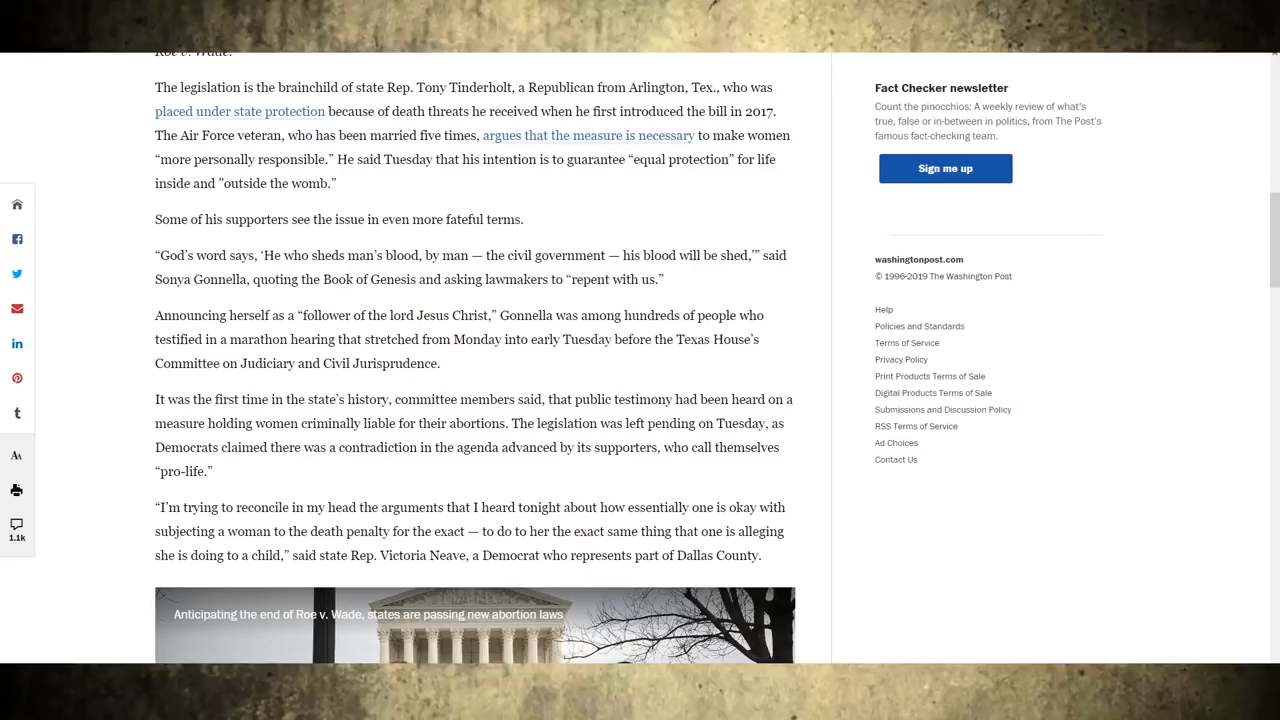 Roe v. Wade.
The legislation is the brainchild of state Rep. Tony Tinderholt, a Republican from Arlington, Tex., who was
placed under state protection because of death threats he received when he first introduced the bill in 2017.
The Air Force veteran, who has been married five times, argues that the measure is necessary to make women
“more personally responsible.” He said Tuesday that his intention is to guarantee “equal protection” for life
inside and "outside the womb.”
Some of his supporters see the issue in even more fateful terms.
“God’s word says, ‘He who sheds man’s blood, by man — the civil government — his blood will be shed,’” said
Sonya Gonnella, quoting the Book of Genesis and asking lawmakers to “repent with us.”
Announcing herself as a “follower of the lord Jesus Christ,” Gonnella was among hundreds of people who
testified in a marathon hearing that stretched from Monday into early Tuesday before the Texas House’s
Committee on Judiciary and Civil Jurisprudence.
It was the first time in the state’s history, committee members said, that public testimony had been heard on a
measure holding women criminally liable for their abortions. The legislation was left pending on Tuesday, as
Democrats claimed there was a contradiction in the agenda advanced by its supporters, who call themselves
“pro-life.”
“I’m trying to reconcile in my head the arguments that I heard tonight about how essentially one is okay with
subjecting a woman to the death penalty for the exact — to do to her the exact same thing that one is alleging
she is doing to a child,” said state Rep. Victoria Neave, a Democrat who represents part of Dallas County.
Anticipating the end of Roe v. Wade, states are passing new abortion laws
1.1k
Fact Checker newsletter
Count the pinocchios: A weekly review of what's
true, false or in-between in politics, from The Post's
famous fact-checking team.
Sign me up
washingtonpost.com
© 1996-2019 The Washington Post
Help
Policies and Standards
Terms of Service
Privacy Policy
Print Products Terms of Sale
Digital Products Terms of Sale
Submissions and Discussion Policy
RSS Terms of Service
Ad Choices
Contact Us